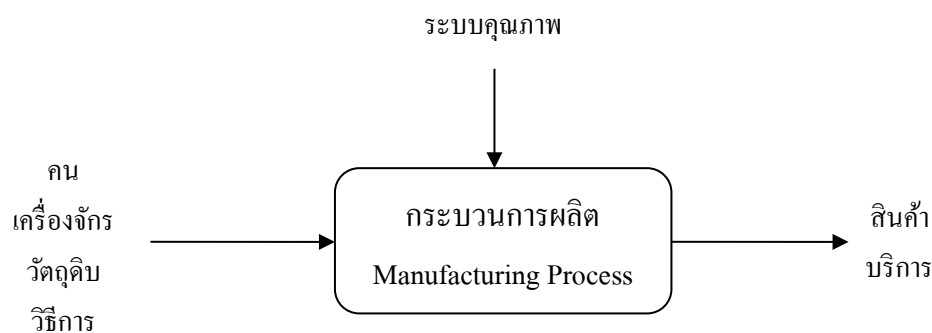 ระบบคุณภาพ
คน
เครื่องจักร
วัตถุดิบ
วิธีการ
กระบวนการผลิต
Manufacturing Process
สินค้า
บริการ